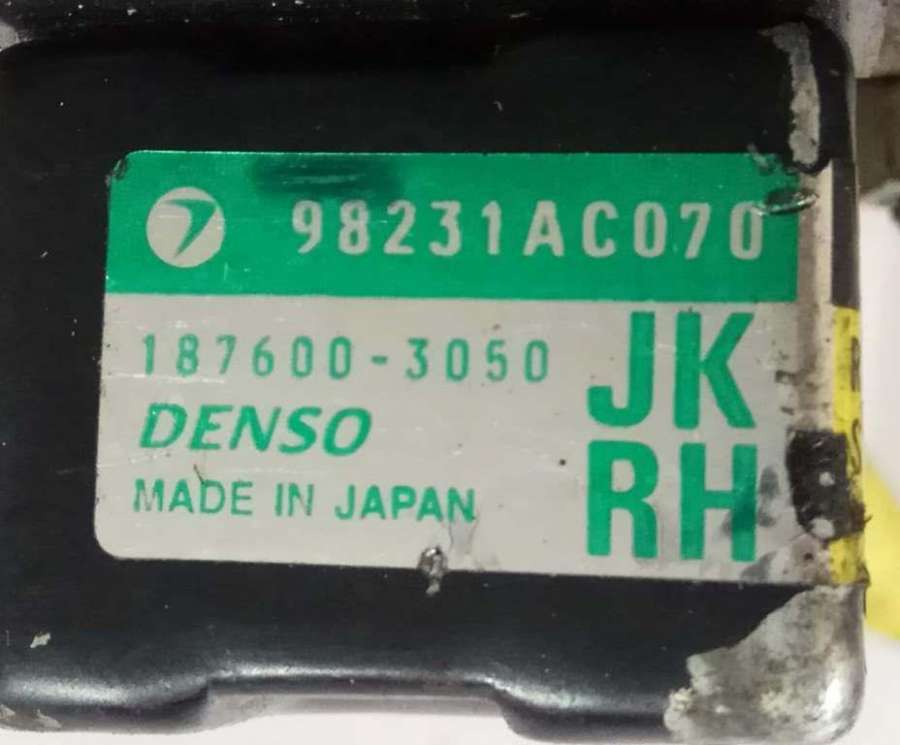 98231AC070
187600-3050
JK
DENSO
RH
MADE IN JAPAN